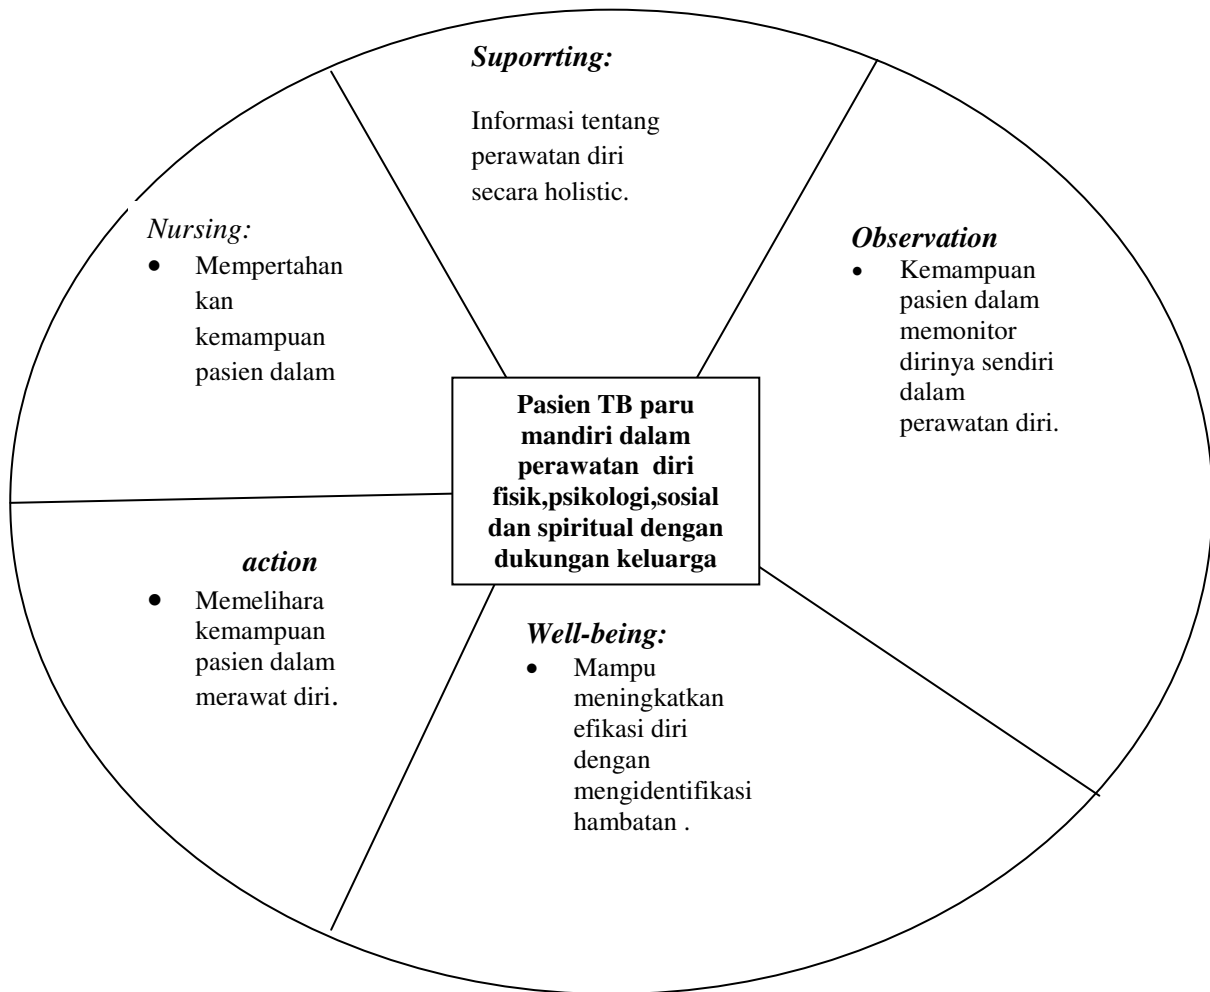 Suporrting:
Informasi tentang
perawatan diri
secara holistic.
Nursing:
• Mempertahan
kan
kemampuan
pasien dalam
Observation
• Kemampuan
pasien dalam
memonitor
dirinya sendiri
dalam
perawatan diri.
Pasien TB paru
mandiri dalam
perawatan diri
fisik,psikologi,sosial
dan spiritual dengan
dukungan keluarga
action
• Memelihara
kemampuan
pasien dalam
merawat diri.
Well-being:
• Mampu
meningkatkan
efikasi diri
dengan
mengidentifikasi
hambatan .